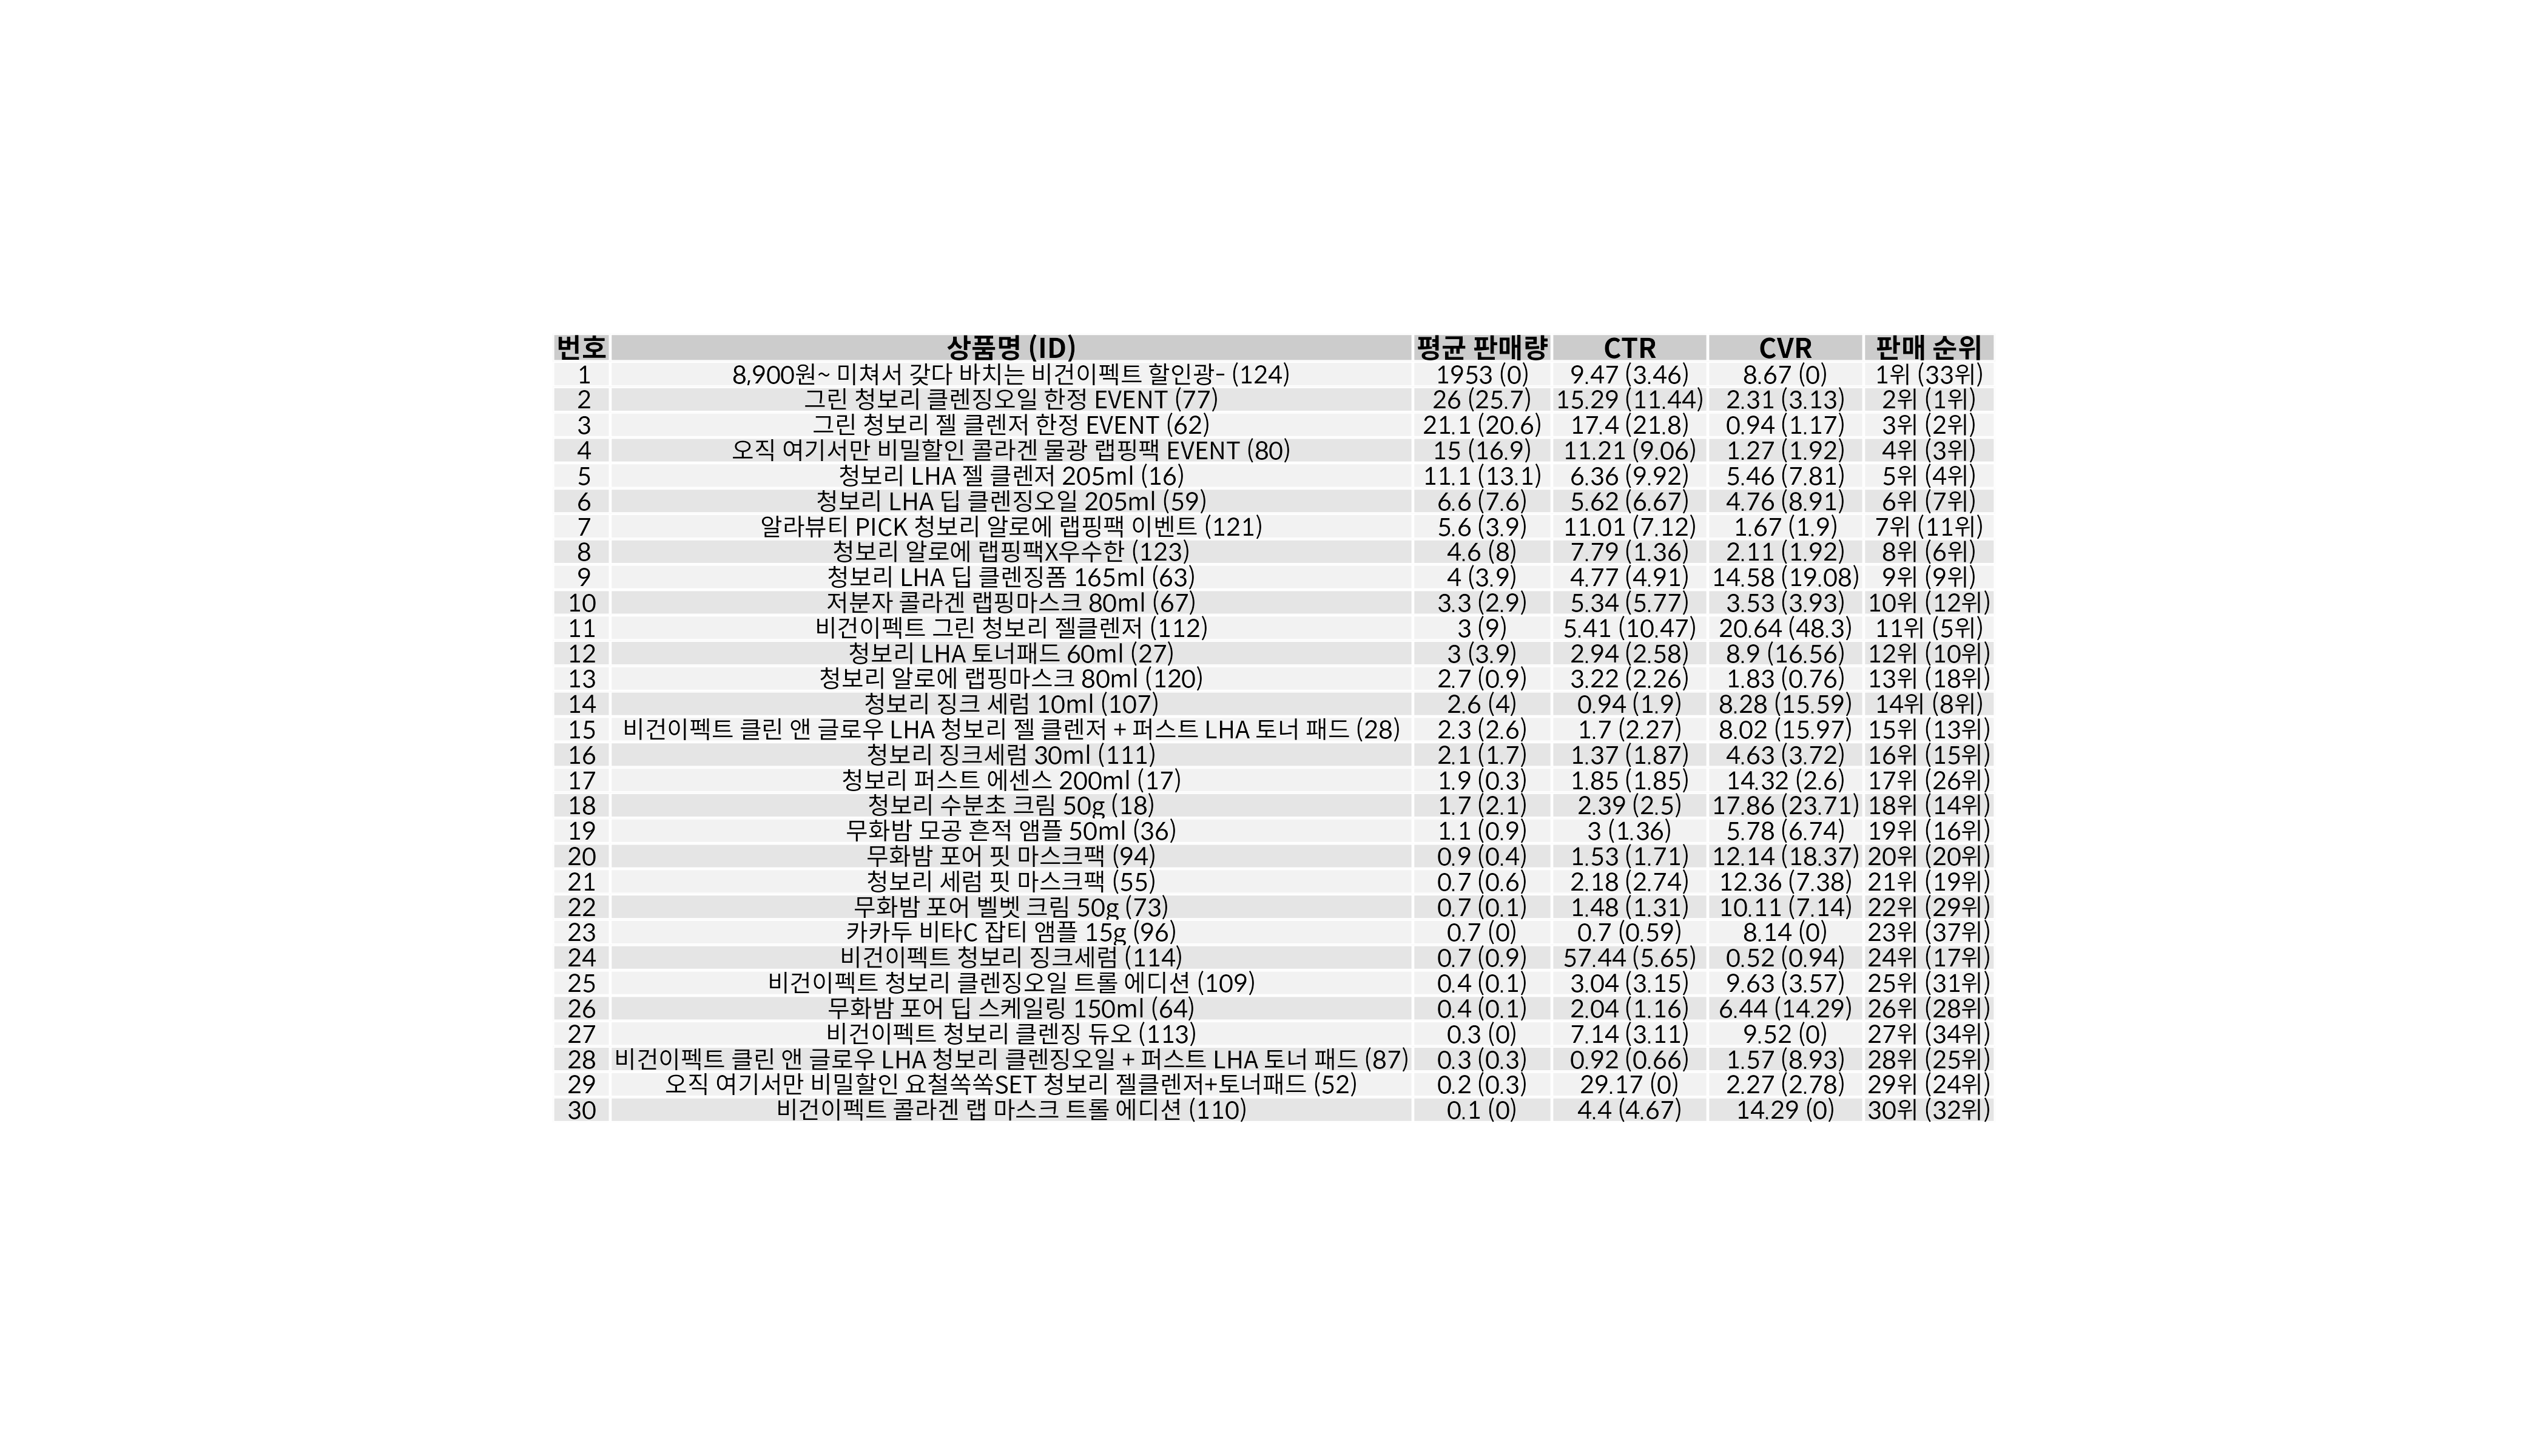 번호 상품명 (ID) 평균 판매량 CTR CVR 판매 순위
1 8,900원~ 미쳐서 갖다 바치는 비건이펙트 할인광- (124) 1953 (0) 9.47 (3.46) 8.67 (0) 1위 (33위)
2 그린 청보리 클렌징오일 한정 EVENT (77) 26 (25.7) 15.29 (11.44) 2.31 (3.13) 2위 (1위)
3 그린 청보리 젤 클렌저 한정 EVENT (62) 21.1 (20.6) 17.4 (21.8) 0.94 (1.17) 3위 (2위)
4 오직 여기서만 비밀할인 콜라겐 물광 랩핑팩 EVENT (80) 15 (16.9) 11.21 (9.06) 1.27 (1.92) 4위 (3위)
5 청보리 LHA 젤 클렌저 205ml (16) 11.1 (13.1) 6.36 (9.92) 5.46 (7.81) 5위 (4위)
6 청보리 LHA 딥 클렌징오일 205ml (59) 6.6 (7.6) 5.62 (6.67) 4.76 (8.91) 6위 (7위)
7 알라뷰티 PICK 청보리 알로에 랩핑팩 이벤트 (121) 5.6 (3.9) 11.01 (7.12) 1.67 (1.9) 7위 (11위)
8 청보리 알로에 랩핑팩X우수한 (123) 4.6 (8) 7.79 (1.36) 2.11 (1.92) 8위 (6위)
9 청보리 LHA 딥 클렌징폼 165ml (63) 4 (3.9) 4.77 (4.91) 14.58 (19.08) 9위 (9위)
10 저분자 콜라겐 랩핑마스크 80ml (67) 3.3 (2.9) 5.34 (5.77) 3.53 (3.93) 10위 (12위)
11 비건이펙트 그린 청보리 젤클렌저 (112) 3 (9) 5.41 (10.47) 20.64 (48.3) 11위 (5위)
12 청보리 LHA 토너패드 60ml (27) 3 (3.9) 2.94 (2.58) 8.9 (16.56) 12위 (10위)
13 청보리 알로에 랩핑마스크 80ml (120) 2.7 (0.9) 3.22 (2.26) 1.83 (0.76) 13위 (18위)
14 청보리 징크 세럼 10ml (107) 2.6 (4) 0.94 (1.9) 8.28 (15.59) 14위 (8위)
15 비건이펙트 클린 앤 글로우 LHA 청보리 젤 클렌저 + 퍼스트 LHA 토너 패드 (28) 2.3 (2.6) 1.7 (2.27) 8.02 (15.97) 15위 (13위)
16 청보리 징크세럼 30ml (111) 2.1 (1.7) 1.37 (1.87) 4.63 (3.72) 16위 (15위)
17 청보리 퍼스트 에센스 200ml (17) 1.9 (0.3) 1.85 (1.85) 14.32 (2.6) 17위 (26위)
18 청보리 수분초 크림 50g (18) 1.7 (2.1) 2.39 (2.5) 17.86 (23.71) 18위 (14위)
19 무화밤 모공 흔적 앰플 50ml (36) 1.1 (0.9) 3 (1.36) 5.78 (6.74) 19위 (16위)
20 무화밤 포어 핏 마스크팩 (94) 0.9 (0.4) 1.53 (1.71) 12.14 (18.37) 20위 (20위)
21 청보리 세럼 핏 마스크팩 (55) 0.7 (0.6) 2.18 (2.74) 12.36 (7.38) 21위 (19위)
22 무화밤 포어 벨벳 크림 50g (73) 0.7 (0.1) 1.48 (1.31) 10.11 (7.14) 22위 (29위)
23 카카두 비타C 잡티 앰플 15g (96) 0.7 (0) 0.7 (0.59) 8.14 (0) 23위 (37위)
24 비건이펙트 청보리 징크세럼 (114) 0.7 (0.9) 57.44 (5.65) 0.52 (0.94) 24위 (17위)
25 비건이펙트 청보리 클렌징오일 트롤 에디션 (109) 0.4 (0.1) 3.04 (3.15) 9.63 (3.57) 25위 (31위)
26 무화밤 포어 딥 스케일링 150ml (64) 0.4 (0.1) 2.04 (1.16) 6.44 (14.29) 26위 (28위)
27 비건이펙트 청보리 클렌징 듀오 (113) 0.3 (0) 7.14 (3.11) 9.52 (0) 27위 (34위)
28 비건이펙트 클린 앤 글로우 LHA 청보리 클렌징오일 + 퍼스트 LHA 토너 패드 (87) 0.3 (0.3) 0.92 (0.66) 1.57 (8.93) 28위 (25위)
29 오직 여기서만 비밀할인 요철쏙쏙SET 청보리 젤클렌저+토너패드 (52) 0.2 (0.3) 29.17 (0) 2.27 (2.78) 29위 (24위)
30 비건이펙트 콜라겐 랩 마스크 트롤 에디션 (110) 0.1 (0) 4.4 (4.67) 14.29 (0) 30위 (32위)